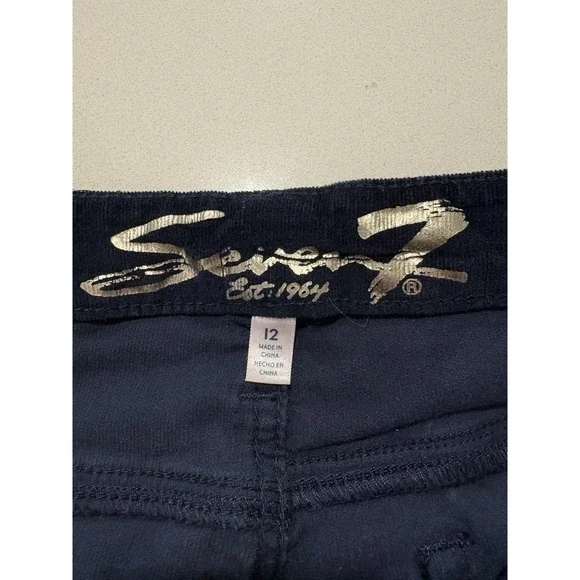 Seven7®
Est. 1964
12
MADE IN
CHINA
HECHO EN
CHINA